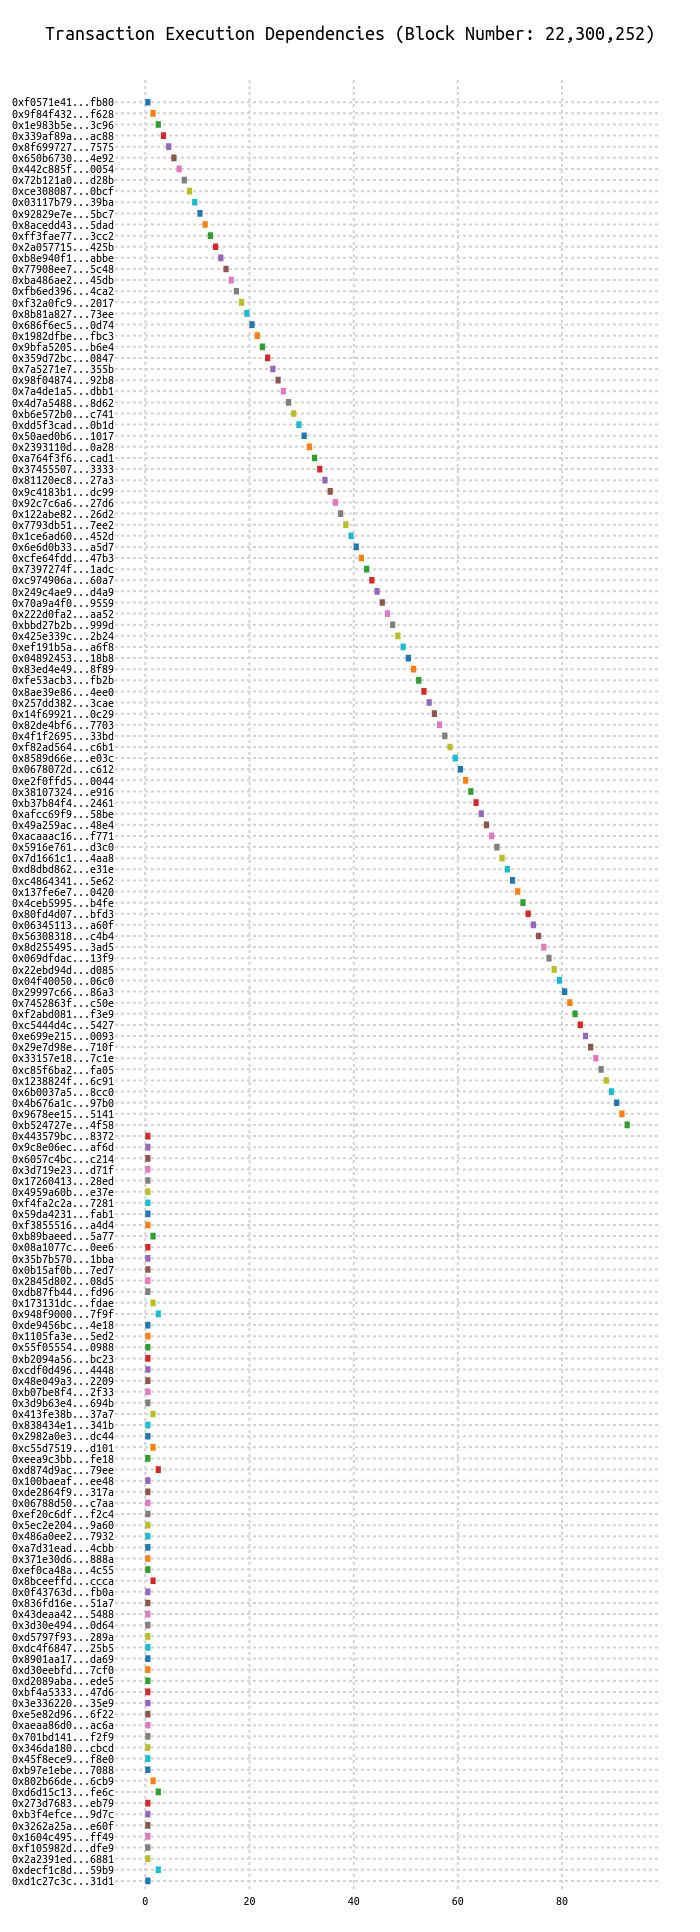 Transaction Execution Dependencies (Block Number: 22,300,252)
0xf0571e41...fb80
0x9f84f432...f628
0x1e983b5e...3c96
0x339af89a...ac88
0x8f699727...7575
0x650b6730...4e92
0x442c885f...0054
0x72b121a0...d28b
0xce308087...0bcf
0x03117b79...39ba
0x92829e7e...5bc7
0x8acedd43...5dad
0xff3fae77...3cc2
0x2a057715...425b
0xb8e940f1...abbe
0x77908ee7...5c48
0xba486ae2...45db
0xfb6ed396...4ca2
0xf32a0fc9...2017
0x8b81a827...73ee
0x686f6ec5...0d74
0x1982dfbe...fbc3
0x9bfa5205...b6e4
0x359d72bc...0847
0x7a5271e7...355b
0x98f04874...92b8
0x7a4de1a5...dbb1
0x4d7a5488...8d62
0xb6e572b0...c741
0xdd5f3cad...0b1d
0x50aed0b6...1017
0x2393110d...0a28
0xa764f3f6...cad1
0x37455507...3333
0x81120ec8...27a3
0x9c4183b1...dc99
0x92c7c6a6...27d6
0x122abe82...26d2
0x7793db51...7ee2
0x1ce6ad60...452d
0x6e6d0b33...a5d7
0xcfe64fdd...47b3
0x7397274f...1adc
0xc974906a...60a7
0x249c4ae9...d4a9
0x70a9a4f0...9559
0x222d0fa2...aa52
0xbbd27b2b...999d
0x425e339c...2b24
0xef191b5a...a6f8
0x04892453...18b8
0x83ed4e49...8f89
0xfe53acb3...fb2b
0x8ae39e86...4ee0
0x257dd382...3cae
0x14f69921...0c29
0x82de4bf6...7703
0x4f1f2695...33bd
0xf82ad564...c6b1
0x8589d66e...e03c
0x0678072d...c612
0xe2f0ffd5...0044
0x38107324...e916
0xb37b84f4...2461
0xafcc69f9...58be
0x49a259ac...48e4
0xacaaac16...f771
0x5916e761...d3c0
0x7d1661c1...4aa8
0xd8dbd862...e31e
0xc4864341...5e62
0x137fe6e7...0420
0x4ceb5995...b4fe
0x80fd4d07...bfd3
0x06345113...a60f
0x56308318...c4b4
0x8d255495...3ad5
0x069dfdac...13f9
0x22ebd94d...d085
0x04f40050...06c0
0x29997c66...86a3
0x7452863f...c50e
0xf2abd081...f3e9
0xc5444d4c...5427
0xe699e215...0093
0x29e7d98e...710f
0x33157e18...7c1e
0xc85f6ba2...fa05
0x1238824f...6c91
0x6b0037a5...8cc0
0x4b676a1c...97b0
0x9678ee15...5141
0xb524727e...4f58
0x443579bc...8372
0x9c8e06ec...af6d
0x6057c4bc...c214
0x3d719e23...d71f
0x17260413...28ed
0x4959a60b...e37e
0xf4fa2c2a...7281
0x59da4231...fab1
0xf3855516...a4d4
0xb89baeed...5a77
0x08a1077c...0ee6
0x35b7b570...1bba
0x0b15af0b...7ed7
0x2845d802...08d5
0xdb87fb44...fd96
0x173131dc...fdae
0x948f9000...7f9f
0xde9456bc...4e18
0x1105fa3e...5ed2
0x55f05554...0988
0xb2094a56...bc23
0xcdf0d496...4448
0x48e049a3...2209
0xb07be8f4...2f33
0x3d9b63e4...694b
0x413fe38b...37a7
0x838434e1...341b
0x2982a0e3...dc44
0xc55d7519...d101
0xeea9c3bb...fe18
0xd874d9ac...79ee
0x100baeaf...ee48
0xde2864f9...317a
0x06788d50...c7aa
0xef20c6df...f2c4
0x5ec2e204...9a60
0x486a0ee2...7932
0xa7d31ead...4cbb
0x371e30d6...888a
0xef0ca48a...4c55
0x8bceeffd...ccca
0x0f43763d...fb0a
0x836fd16e...51a7
0x43deaa42...5488
0x3d30e494...0d64
0xd5797f93...289a
0xdc4f6847...25b5
0x8901aa17...da69
0xd30eebfd...7cf0
0xd2089aba...ede5
0xbf4a5333...47d6
0x3e336220...35e9
0xe5e82d96...6f22
0xaeaa86d0...ac6a
0x701bd141...f2f9
0x346da180...cbcd
0x45f8ece9...f8e0
0xb97e1ebe...7088
0x802b66de...6cb9
0xd6d15c13...fe6c
0x273d7683...eb79
0xb3f4efce...9d7c
0x3262a25a...e60f
0x1604c495...ff49
0xf105982d...dfe9
0x2a2391ed...6881
0xdecf1c8d...59b9
0xd1c27c3c...31d1
0 20 40 60 80